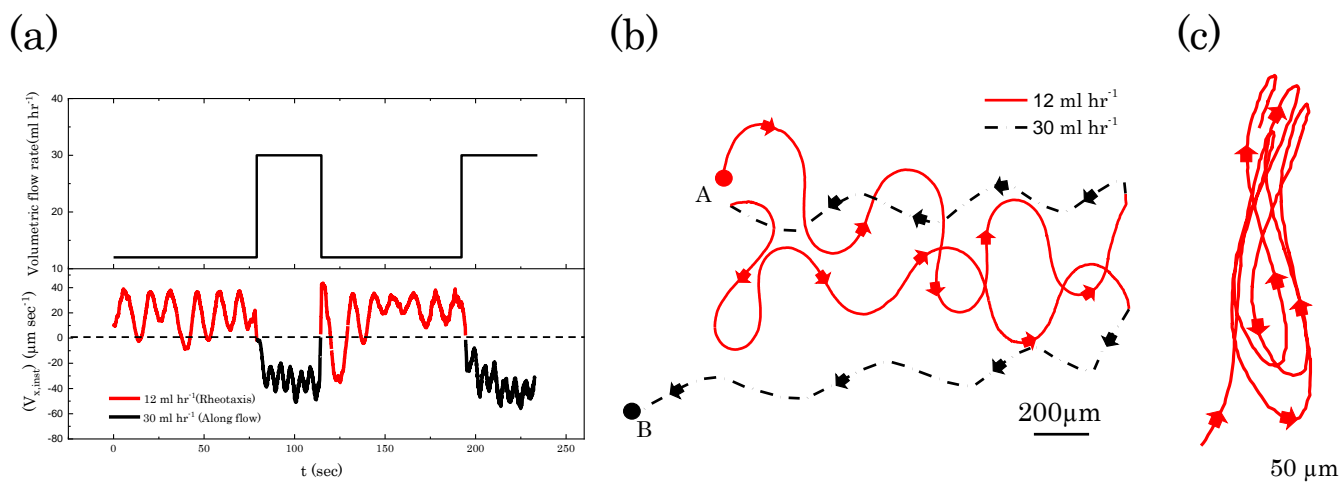 (a)
(b)
(c)
40
30
20
10
Volumetric flow rate(ml hr⁻¹)
40
20
0
-20
-40
-60
-80
(V_{x,inst}) (μm sec⁻¹)
12 ml hr⁻¹(Rheotaxis)
30 ml hr⁻¹ (Along flow)
0 50 100 150 200 250
t (sec)
12 ml hr⁻¹
30 ml hr⁻¹
A
B
200μm
50 μm